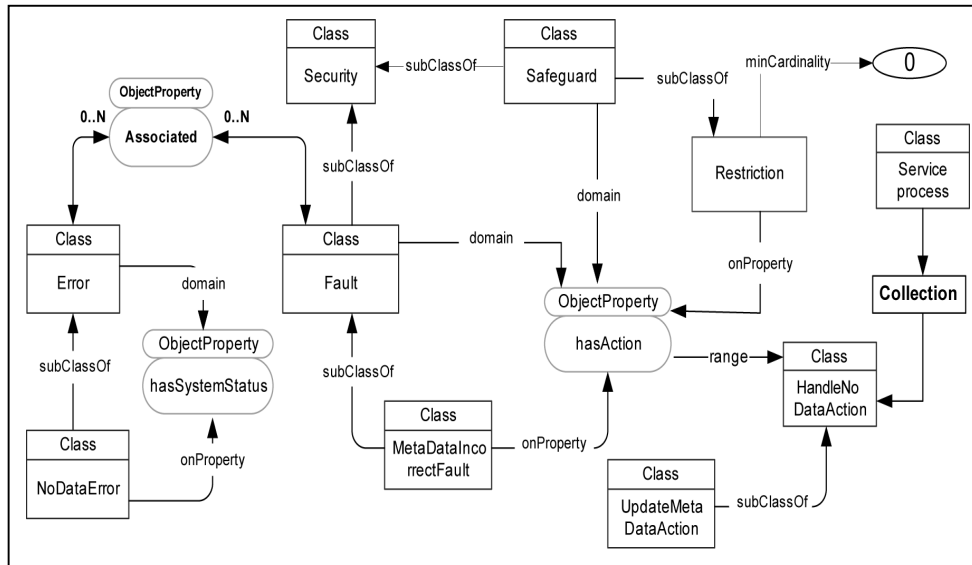 Class
Security
subClassOf
Class
Safeguard
subClassOf
minCardinality
0
ObjectProperty
0..N
0..N
Associated
Class
Service
process
Restriction
subClassOf
domain
Class
Error
domain
Class
Fault
domain
onProperty
Collection
ObjectProperty
hasAction
ObjectProperty
hasSystemStatus
subClassOf
subClassOf
range
Class
HandleNo
DataAction
Class
NoDataError
onProperty
Class
MetaDataInco
rrectFault
onProperty
Class
UpdateMeta
DataAction
subClassOf